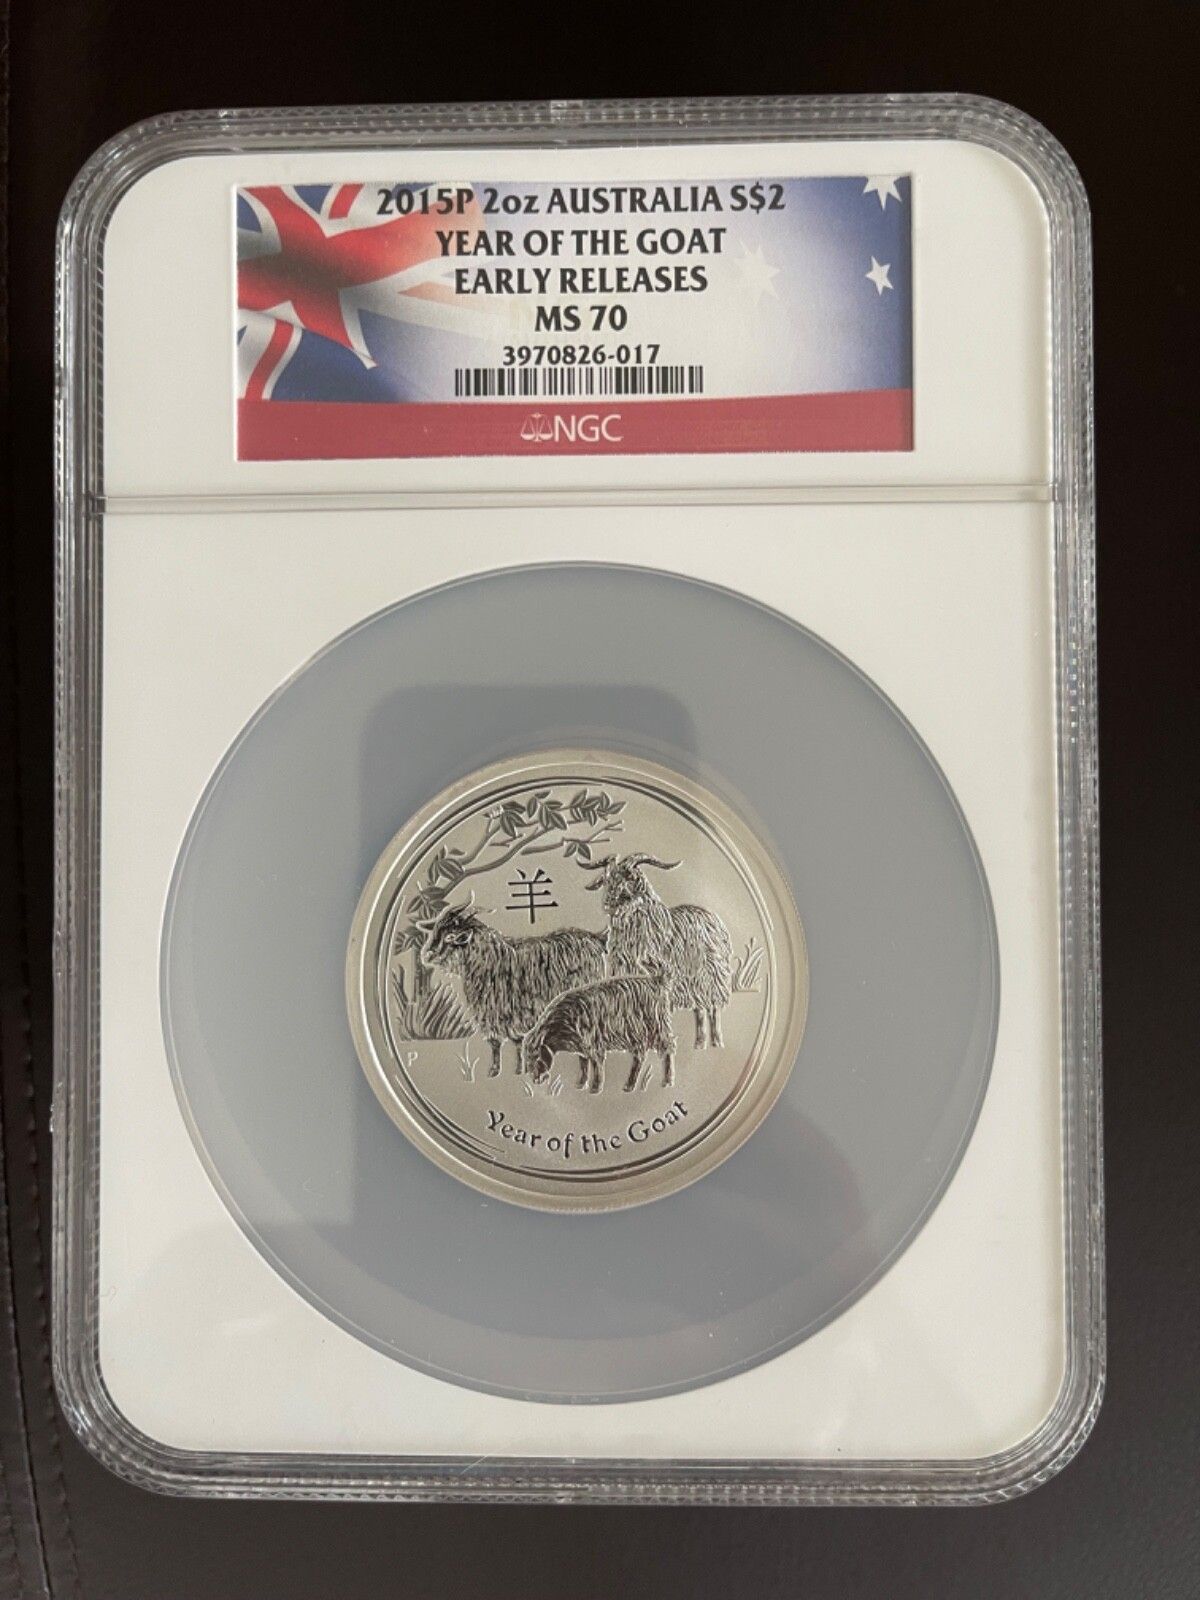 2015P 2oz AUSTRALIA S$2
YEAR OF THE GOAT
EARLY RELEASES
MS 70
3970826-017
NGC
羊
P
Year of the Goat